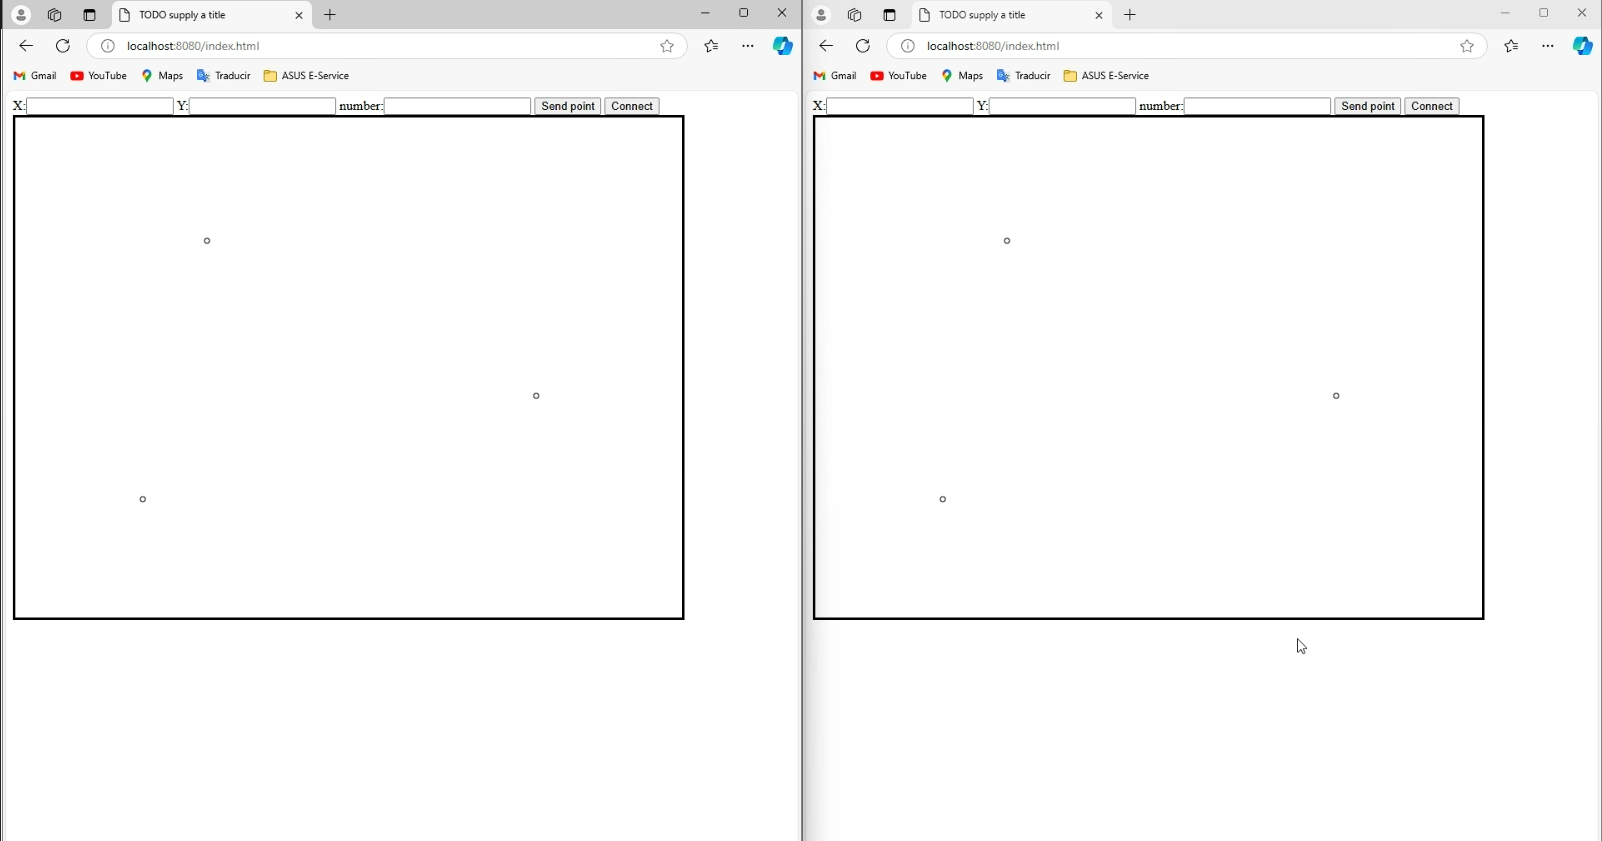 TODO supply a title
localhost:8080/index.html
Gmail YouTube Maps Traducir ASUS E-Service
X: Y: number: Send point Connect
TODO supply a title
localhost:8080/index.html
Gmail YouTube Maps Traducir ASUS E-Service
X: Y: number: Send point Connect